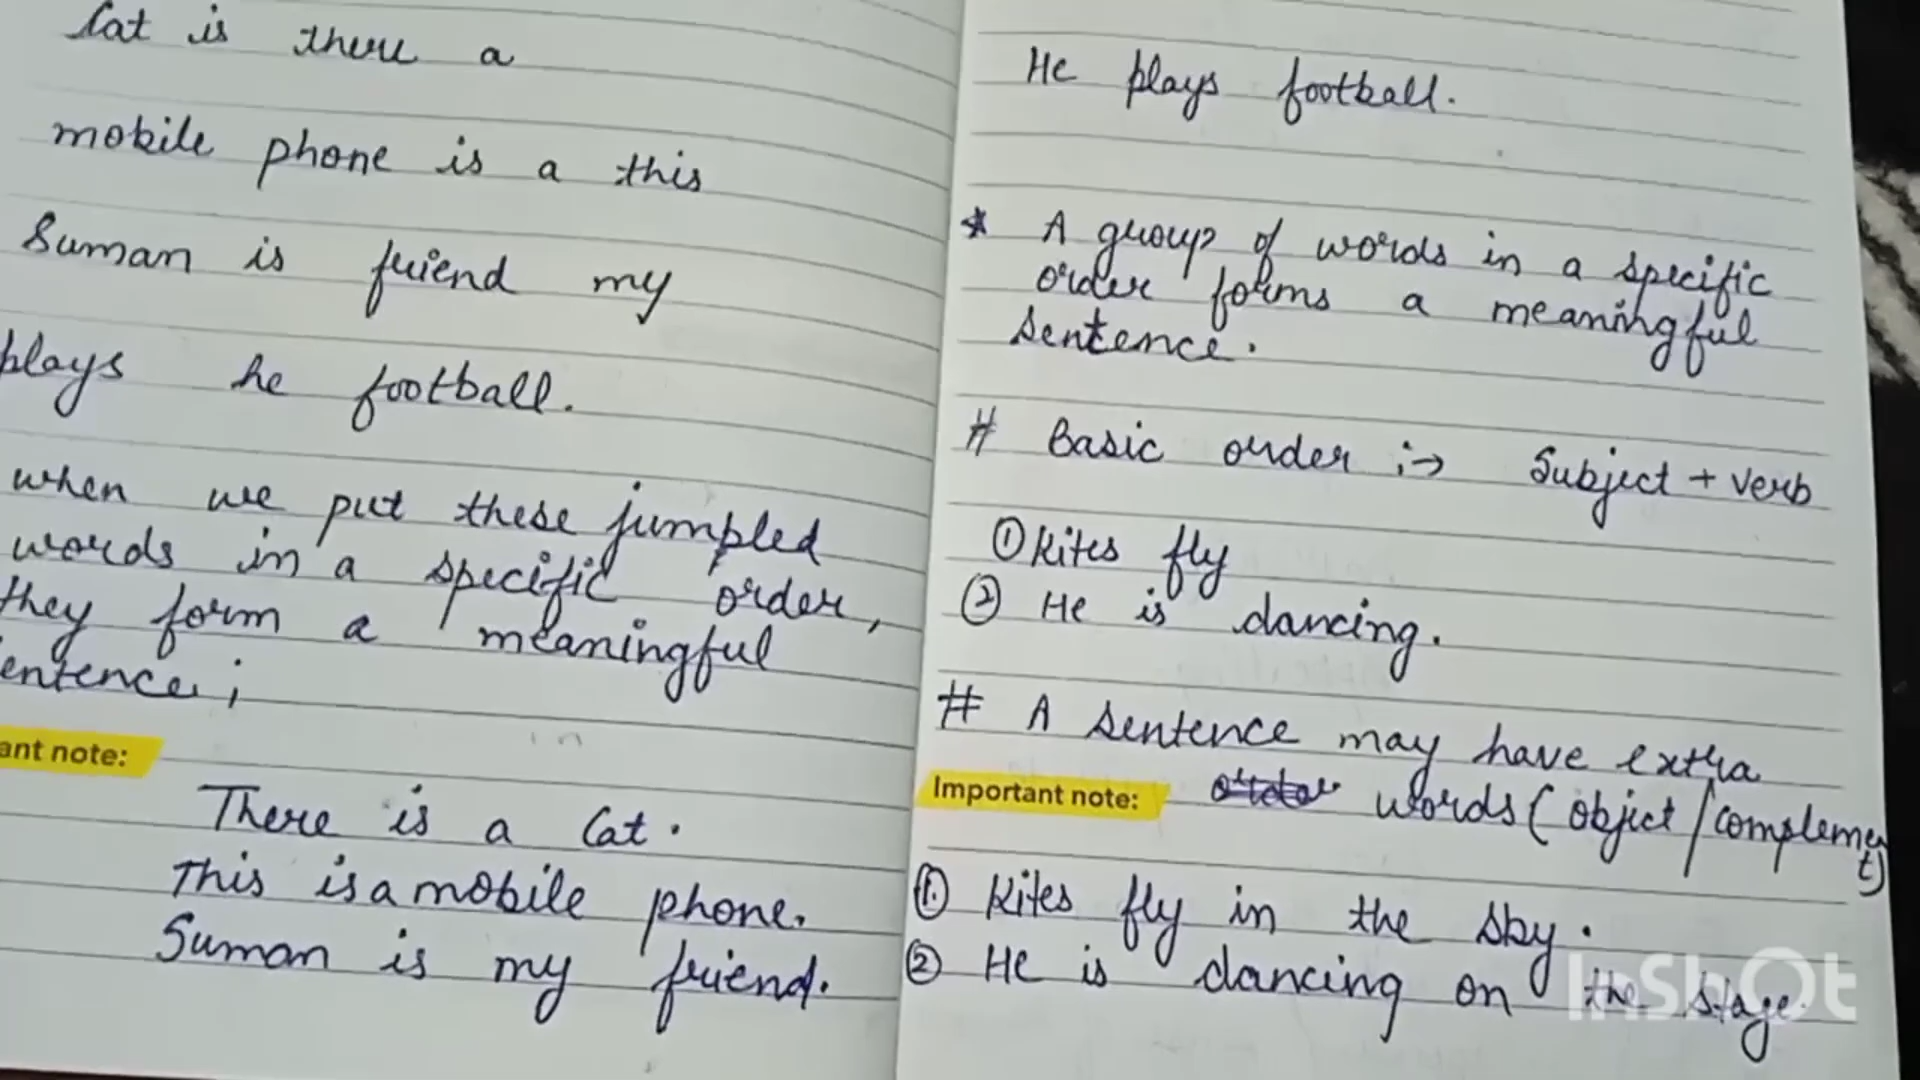 Cat is there a
mobile phone is a this
Suman is friend my
plays he football.
when we put these jumpled
words in a specific order,
they form a meaningful
entence;
ant note:
There is a Cat.
This is a mobile phone.
Suman is my friend.
He plays football.
* A group of words in a specific
order forms a meaningful
sentence.
# Basic order :→ Subject + verb
① Kites fly
② He is dancing.
# A sentence may have extra
Important note: words (object / complement)
①. Kites fly in the sky.
② He is dancing on the stage.
InShOt